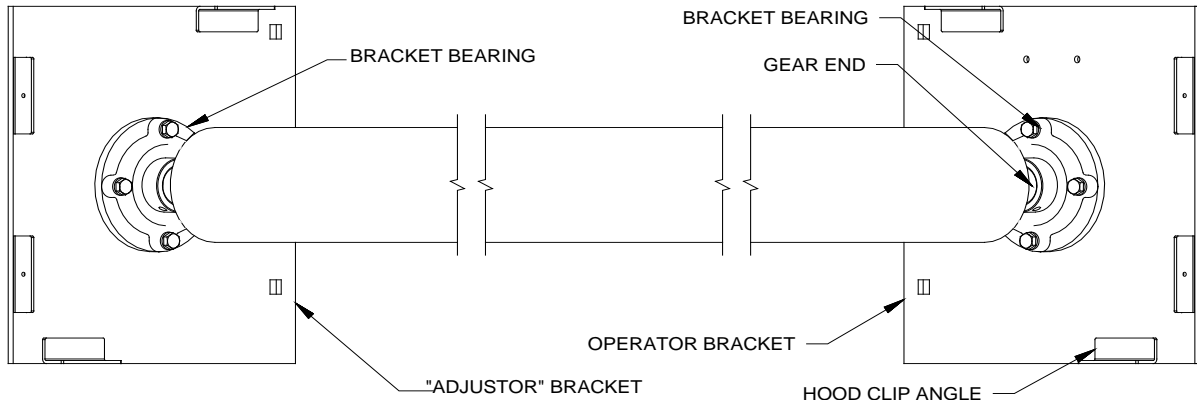 BRACKET BEARING
BRACKET BEARING
GEAR END
OPERATOR BRACKET
"ADJUSTOR" BRACKET
HOOD CLIP ANGLE